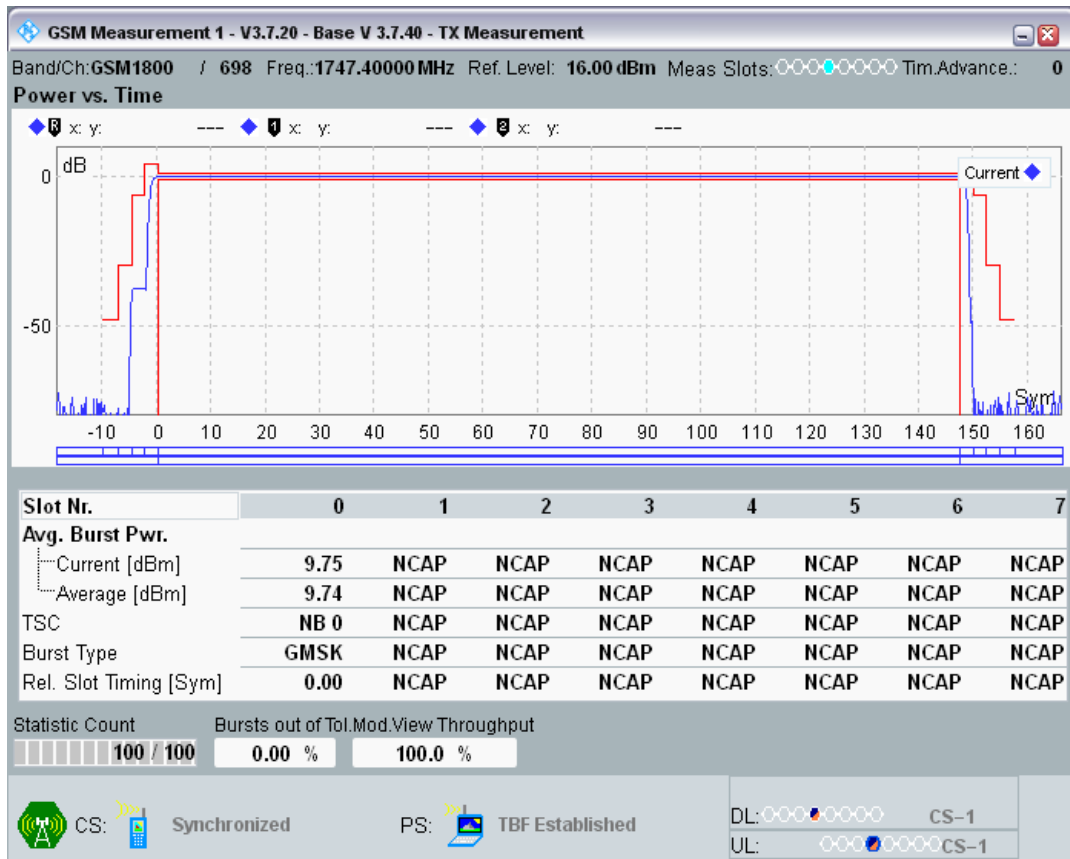 GSM Measurement 1 - V3.7.20 - Base V 3.7.40 - TX Measurement
Band/Ch:GSM1800 / 698 Freq.:1747.40000 MHz Ref. Level: 16.00 dBm Meas Slots: Tim.Advance.: 0
Power vs. Time
R x: y: --- 1 x: y: --- 2 x: y: ---
dB
Current
0
-50
Sym
-10 0 10 20 30 40 50 60 70 80 90 100 110 120 130 140 150 160
Slot Nr. 0 1 2 3 4 5 6 7
Avg. Burst Pwr.
Current [dBm] 9.75 NCAP NCAP NCAP NCAP NCAP NCAP NCAP
Average [dBm] 9.74 NCAP NCAP NCAP NCAP NCAP NCAP NCAP
TSC NB 0 NCAP NCAP NCAP NCAP NCAP NCAP NCAP
Burst Type GMSK NCAP NCAP NCAP NCAP NCAP NCAP NCAP
Rel. Slot Timing [Sym] 0.00 NCAP NCAP NCAP NCAP NCAP NCAP NCAP
Statistic Count Bursts out of Tol.Mod.View Throughput
100 / 100 0.00 % 100.0 %
CS: Synchronized PS: TBF Established DL: CS-1
UL: CS-1